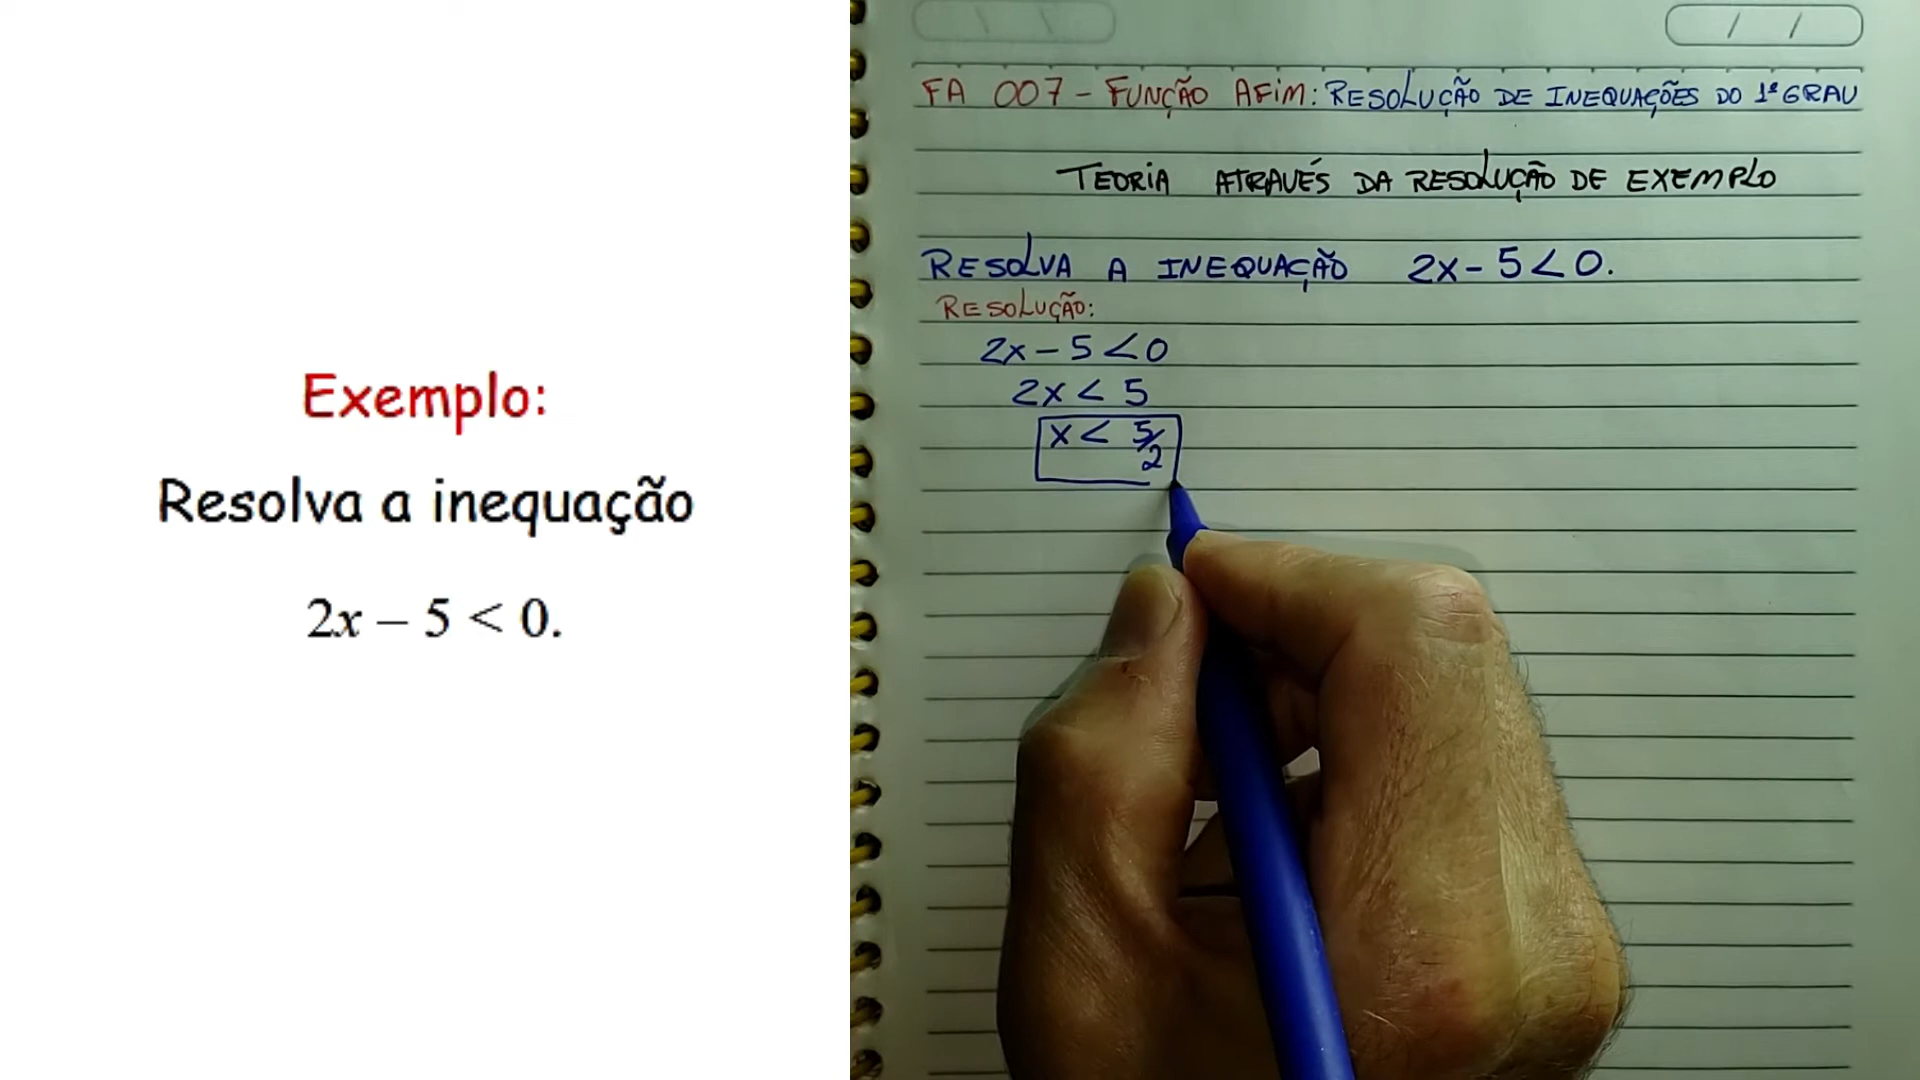 Exemplo:
Resolva a inequação
2x – 5 < 0.
FA 007 - FUNÇÃO AFIM: RESOLUÇÃO DE INEQUAÇÕES DO 1º GRAU
TEORIA ATRAVÉS DA RESOLUÇÃO DE EXEMPLO
RESOLVA A INEQUAÇÃO 2x - 5 < 0.
RESOLUÇÃO:
2x - 5 < 0
2x < 5
x < 5/2